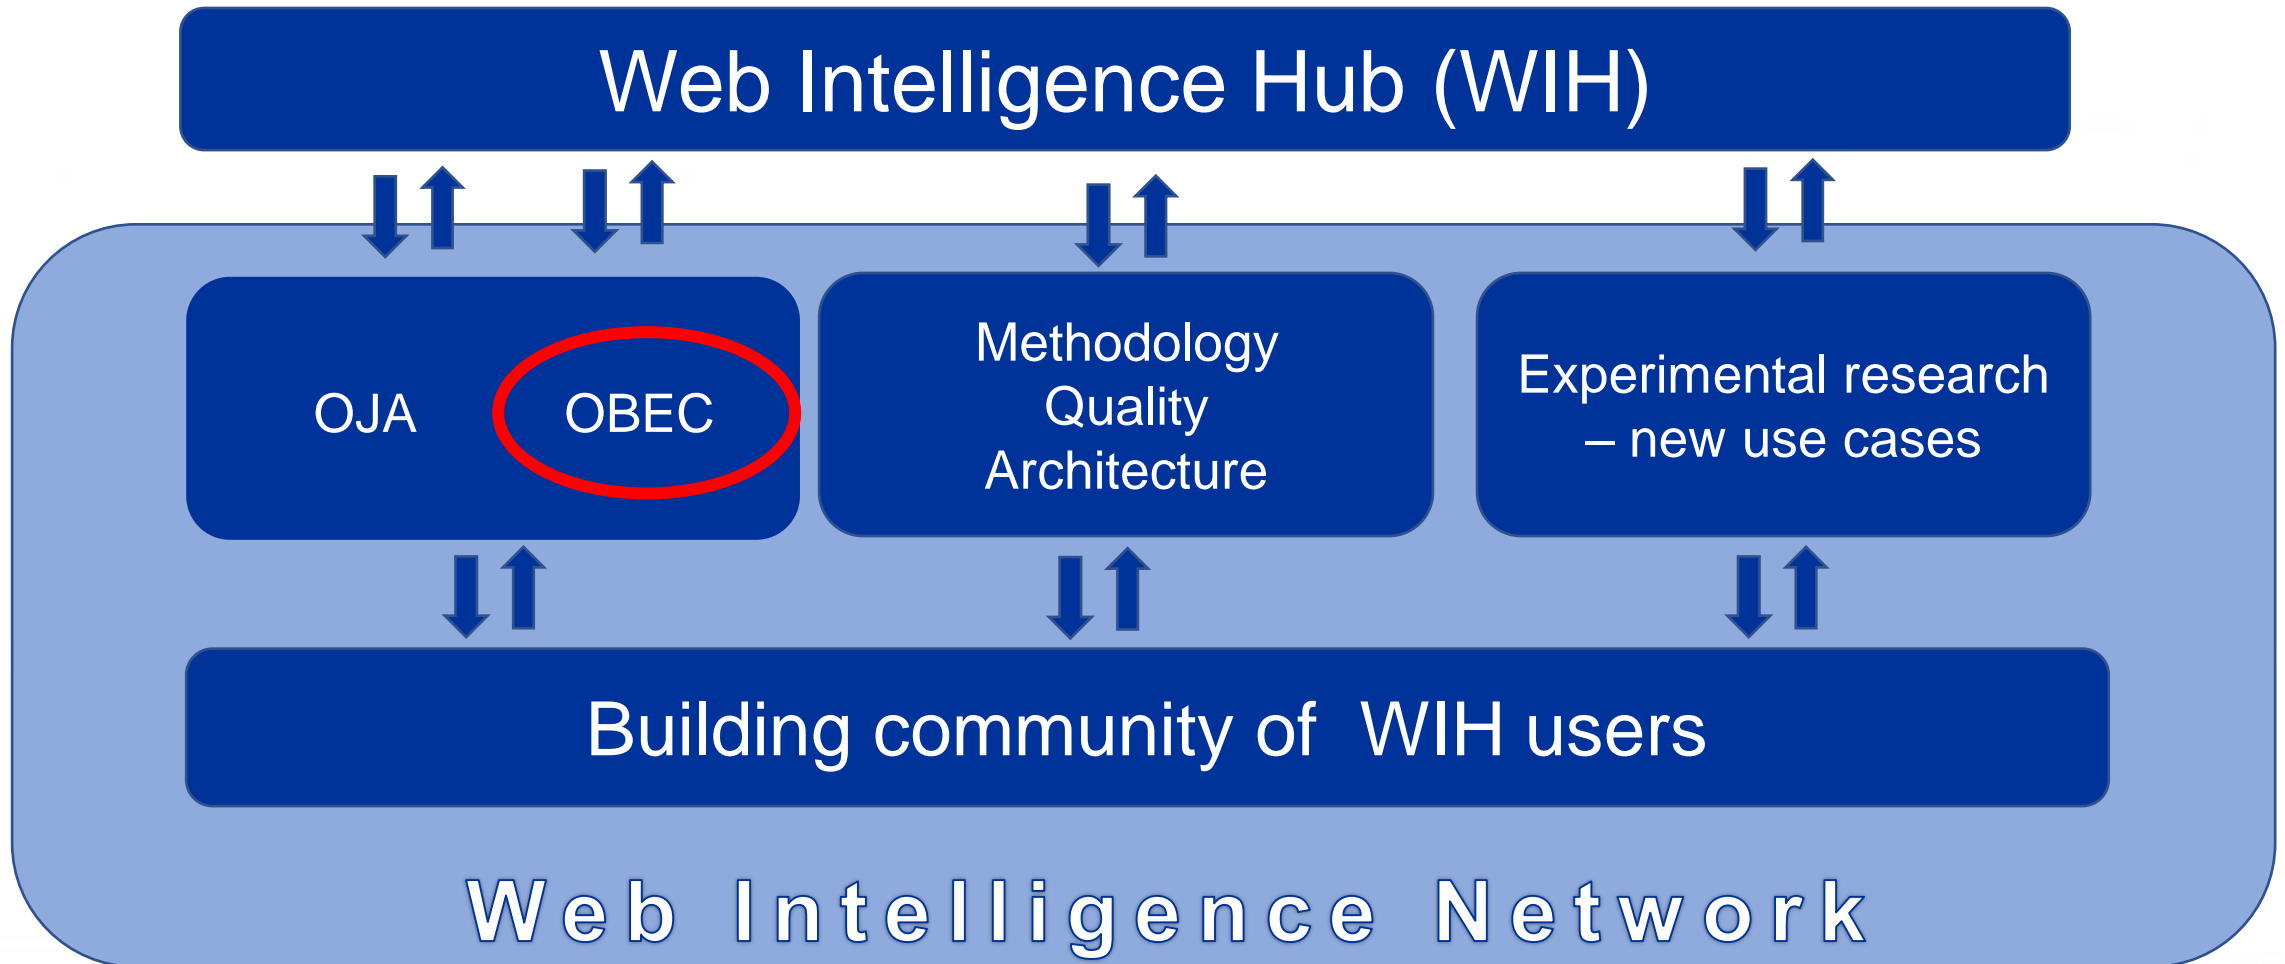 Web Intelligence Hub (WIH)
OJA
OBEC
Methodology
Quality
Architecture
Experimental research
– new use cases
Building community of  WIH users
Web Intelligence Network